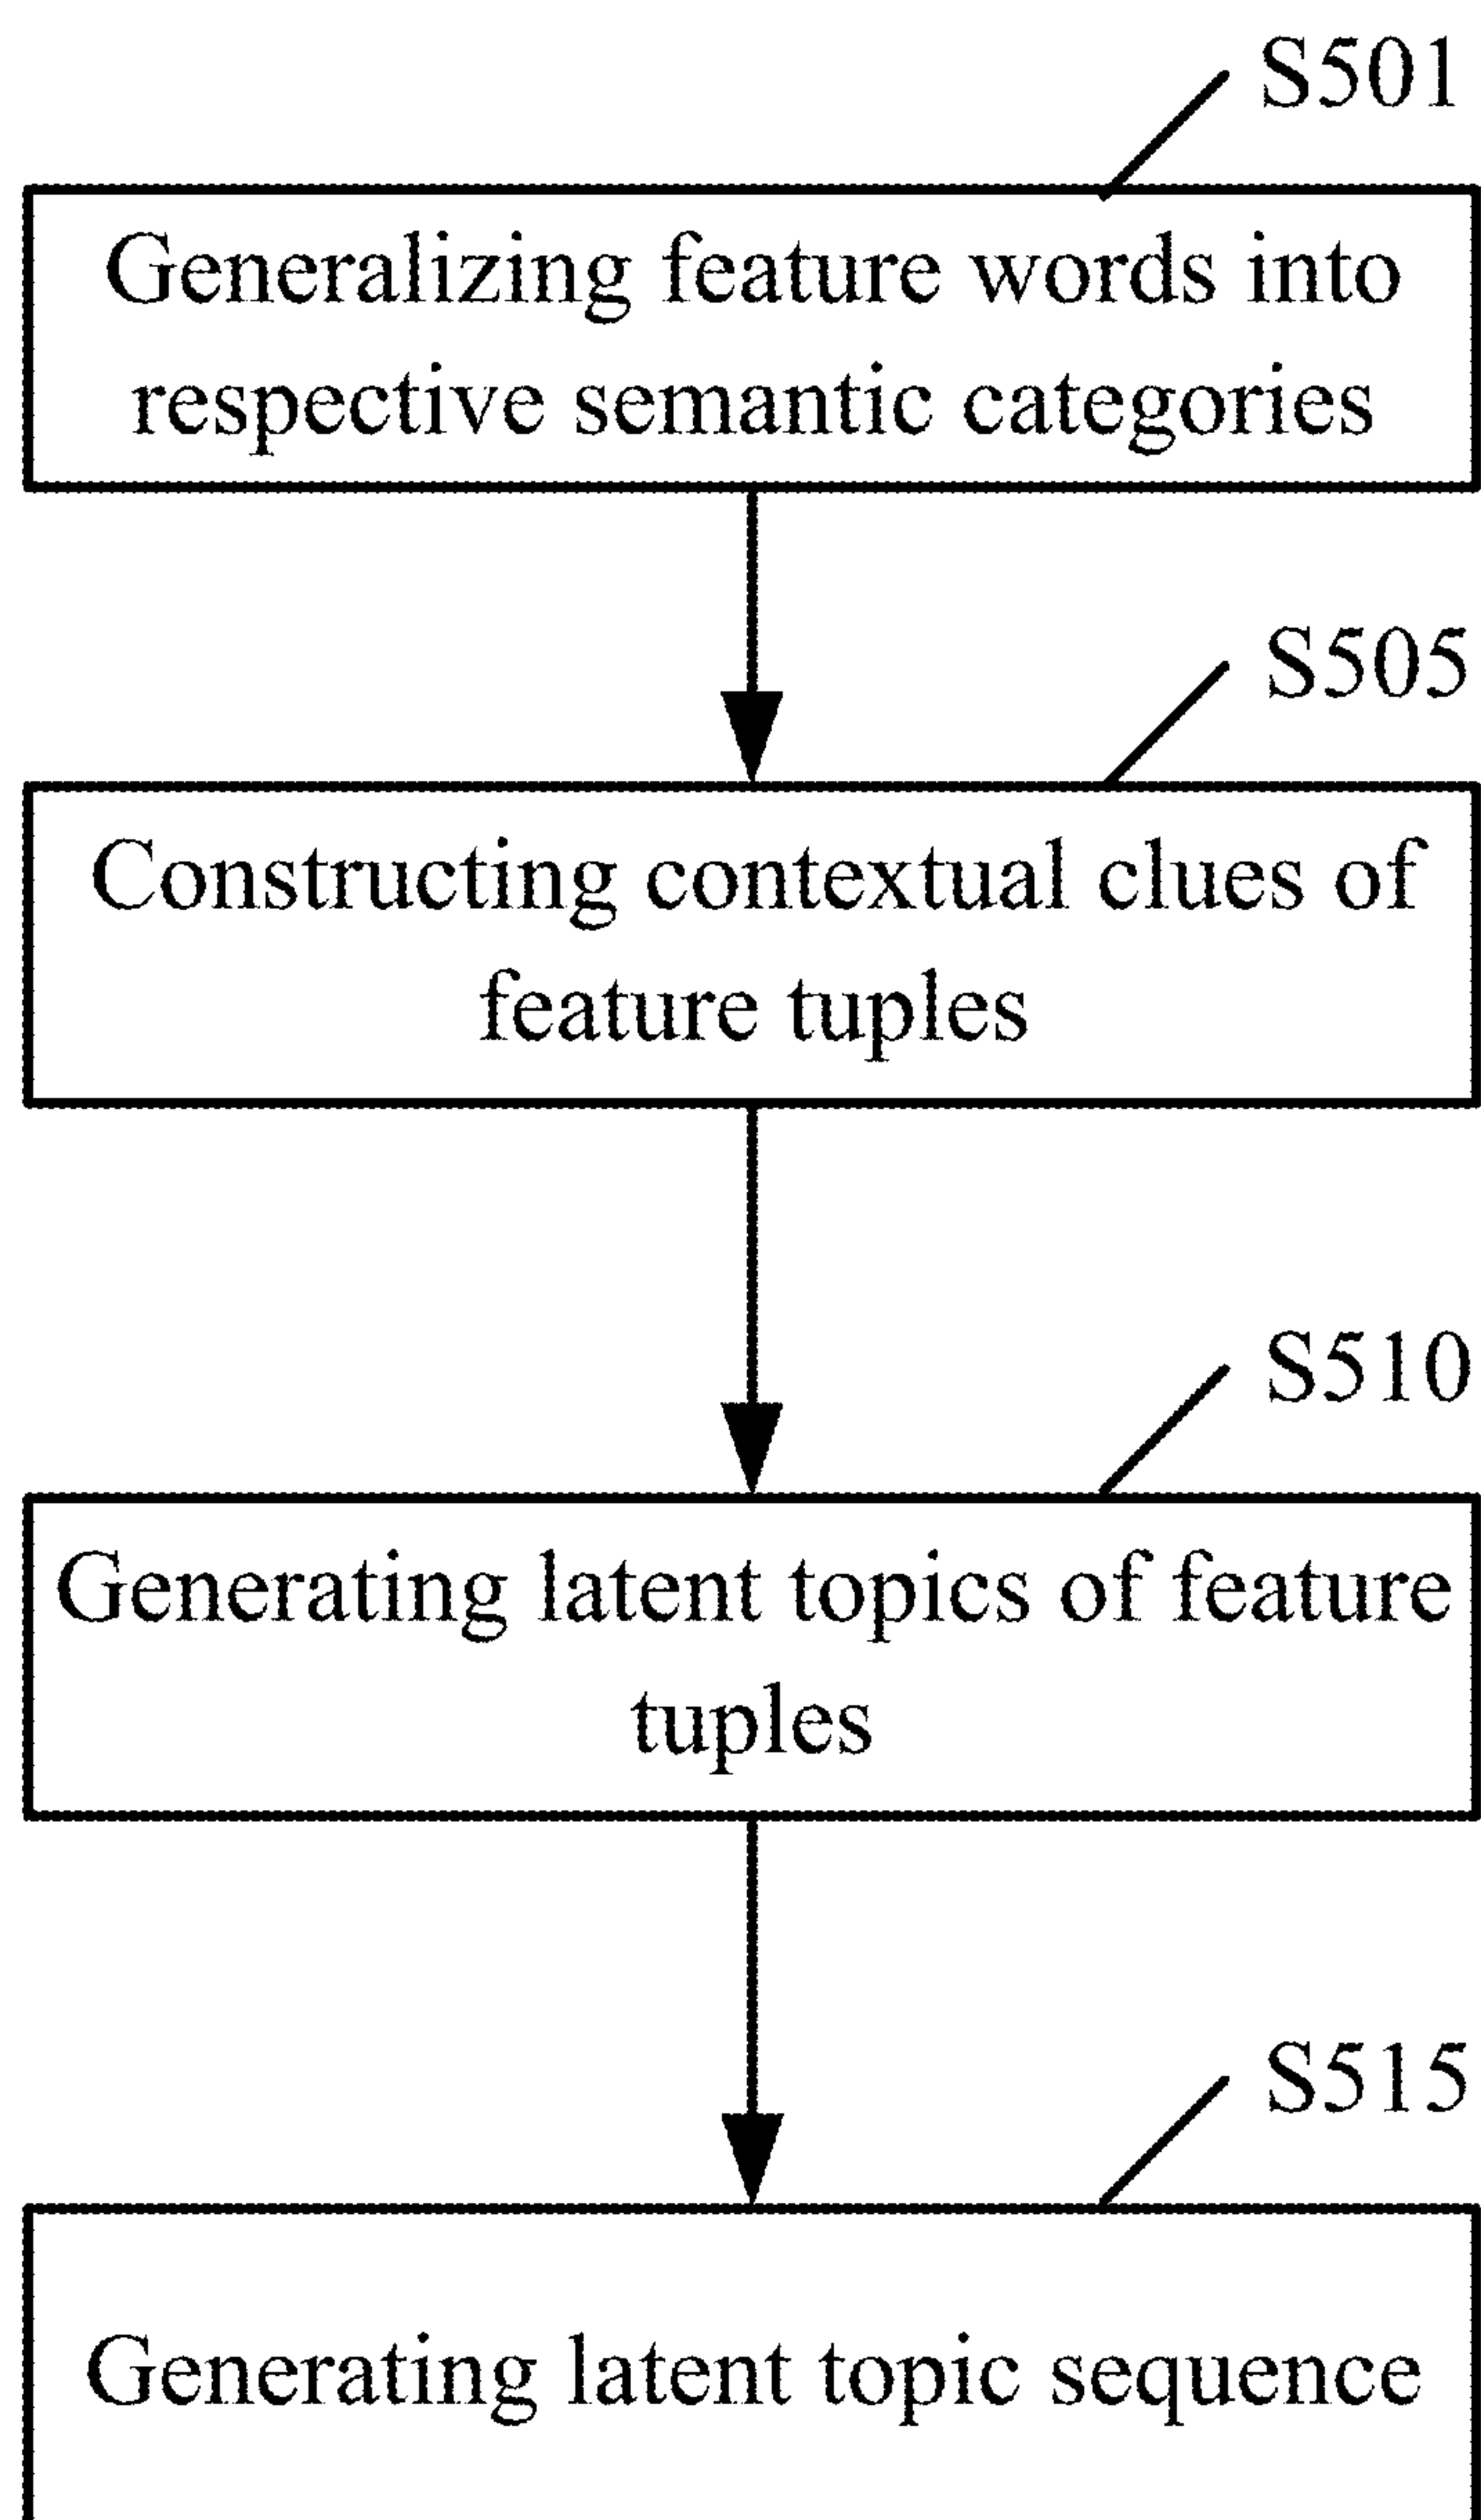 S501
Generalizing feature words into
respective semantic categories
S505
Constructing contextual clues of
feature tuples
S510
Generating latent topics of feature
tuples
S515
Generating latent topic sequence